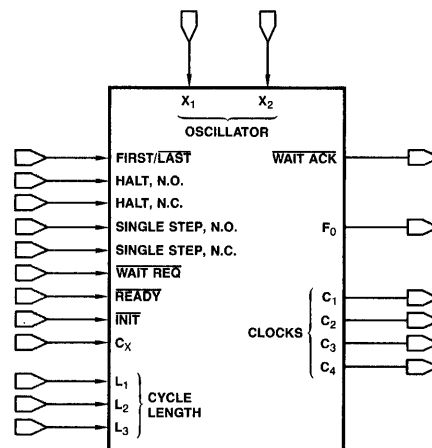 X₁ X₂
OSCILLATOR
FIRST/LAST WAIT ACK
HALT, N.O.
HALT, N.C.
SINGLE STEP, N.O. F₀
SINGLE STEP, N.C.
WAIT REQ
READY C₁
INIT CLOCKS C₂
Cₓ C₃
C₄
L₁
L₂ CYCLE LENGTH
L₃